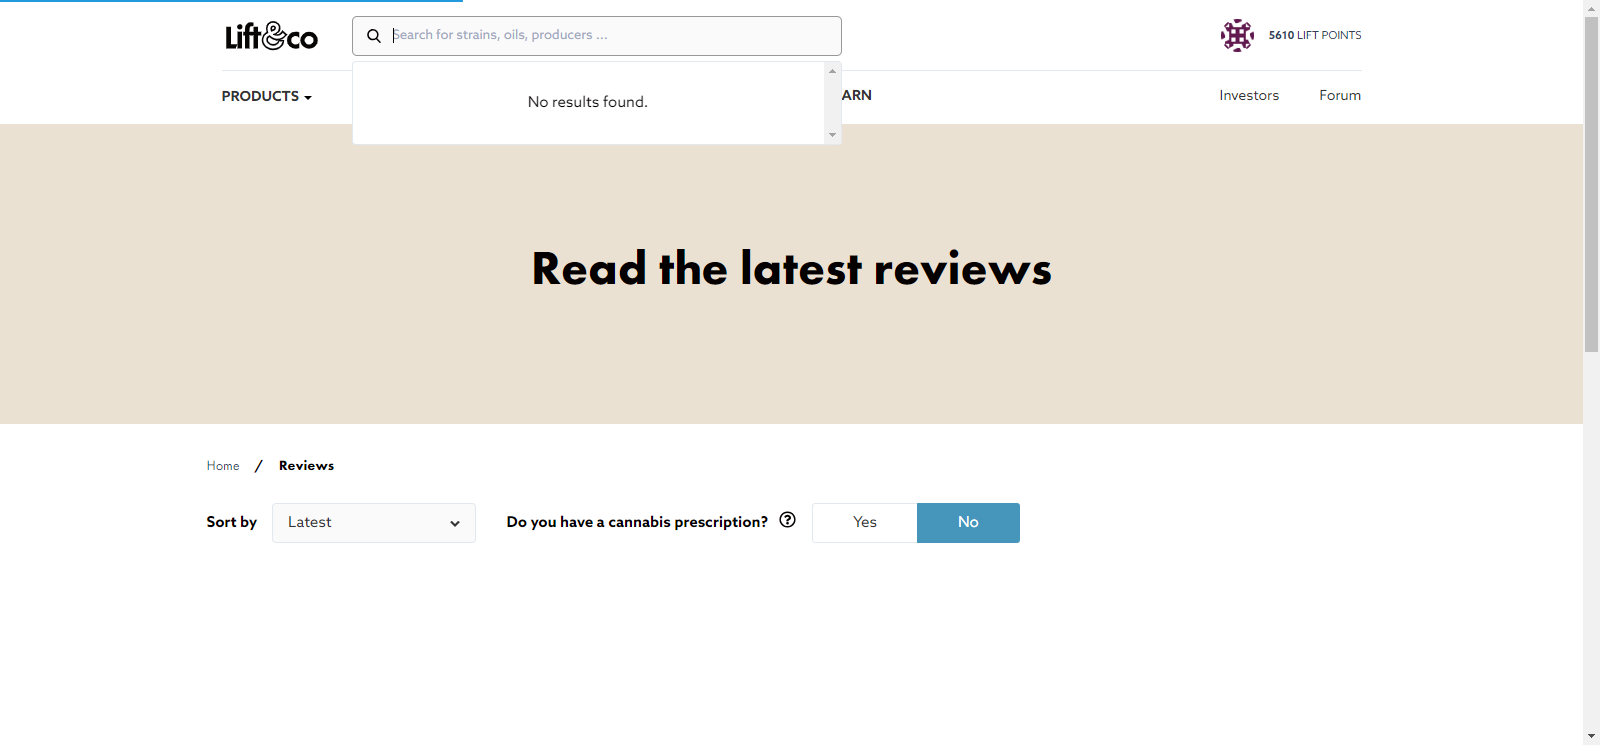 Lift&co
Search for strains, oils, producers ...
5610 LIFT POINTS
No results found.
PRODUCTS
ARN
Investors
Forum
Read the latest reviews
Home / Reviews
Sort by
Latest
Do you have a cannabis prescription? ?
Yes
No